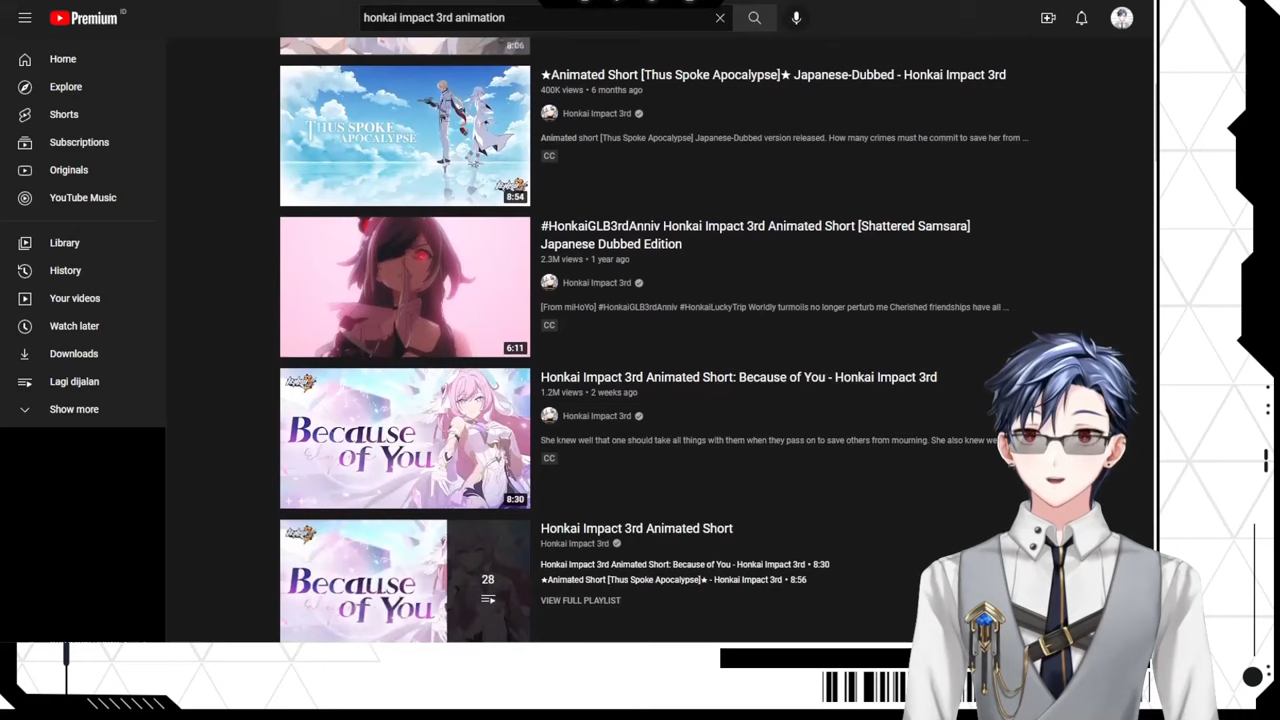 Premium ID
honkai impact 3rd animation
Home
Explore
Shorts
Subscriptions
Originals
YouTube Music
Library
History
Your videos
Watch later
Downloads
Lagi dijalan
Show more
8:06
THUS SPOKE
APOCALYPSE
8:54
★Animated Short [Thus Spoke Apocalypse]★ Japanese-Dubbed - Honkai Impact 3rd
400K views • 6 months ago
Honkai Impact 3rd
Animated short [Thus Spoke Apocalypse] Japanese-Dubbed version released. How many crimes must he commit to save her from ...
CC
6:11
#HonkaiGLB3rdAnniv Honkai Impact 3rd Animated Short [Shattered Samsara]
Japanese Dubbed Edition
2.3M views • 1 year ago
Honkai Impact 3rd
[From miHoYo] #HonkaiGLB3rdAnniv #HonkaiLuckyTrip Worldly turmoils no longer perturb me Cherished friendships have all ...
CC
Because
of You
8:30
Honkai Impact 3rd Animated Short: Because of You - Honkai Impact 3rd
1.2M views • 2 weeks ago
Honkai Impact 3rd
She knew well that one should take all things with them when they pass on to save others from mourning. She also knew
CC
Because
of You
28
Honkai Impact 3rd Animated Short
Honkai Impact 3rd
Honkai Impact 3rd Animated Short: Because of You - Honkai Impact 3rd • 8:30
★Animated Short [Thus Spoke Apocalypse]★ - Honkai Impact 3rd • 8:56
VIEW FULL PLAYLIST